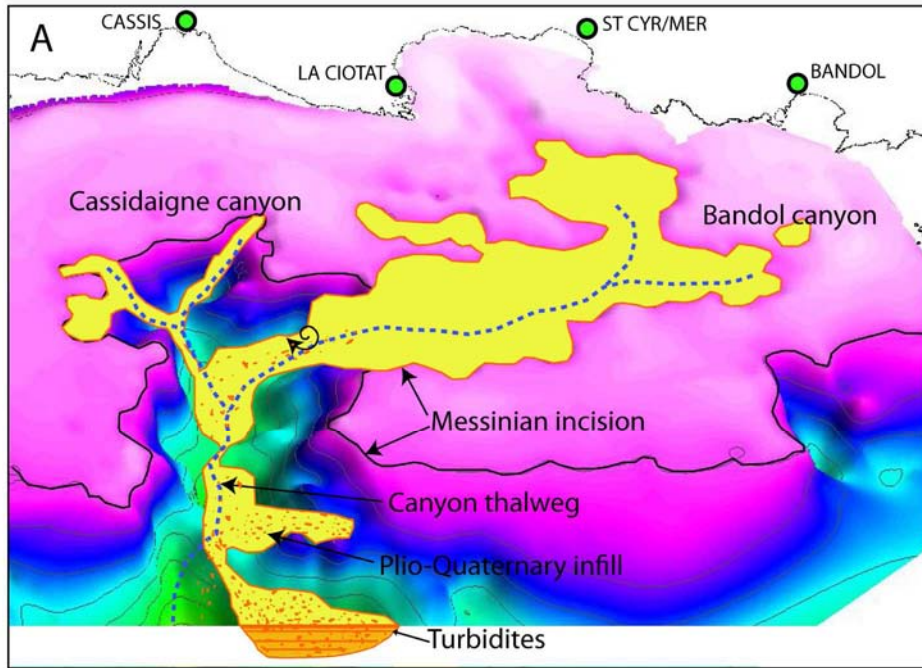 A
CASSIS
ST CYR/MER
LA CIOTAT
BANDOL
Cassidaigne canyon
Bandol canyon
Messinian incision
Canyon thalweg
Plio-Quaternary infill
Turbidites